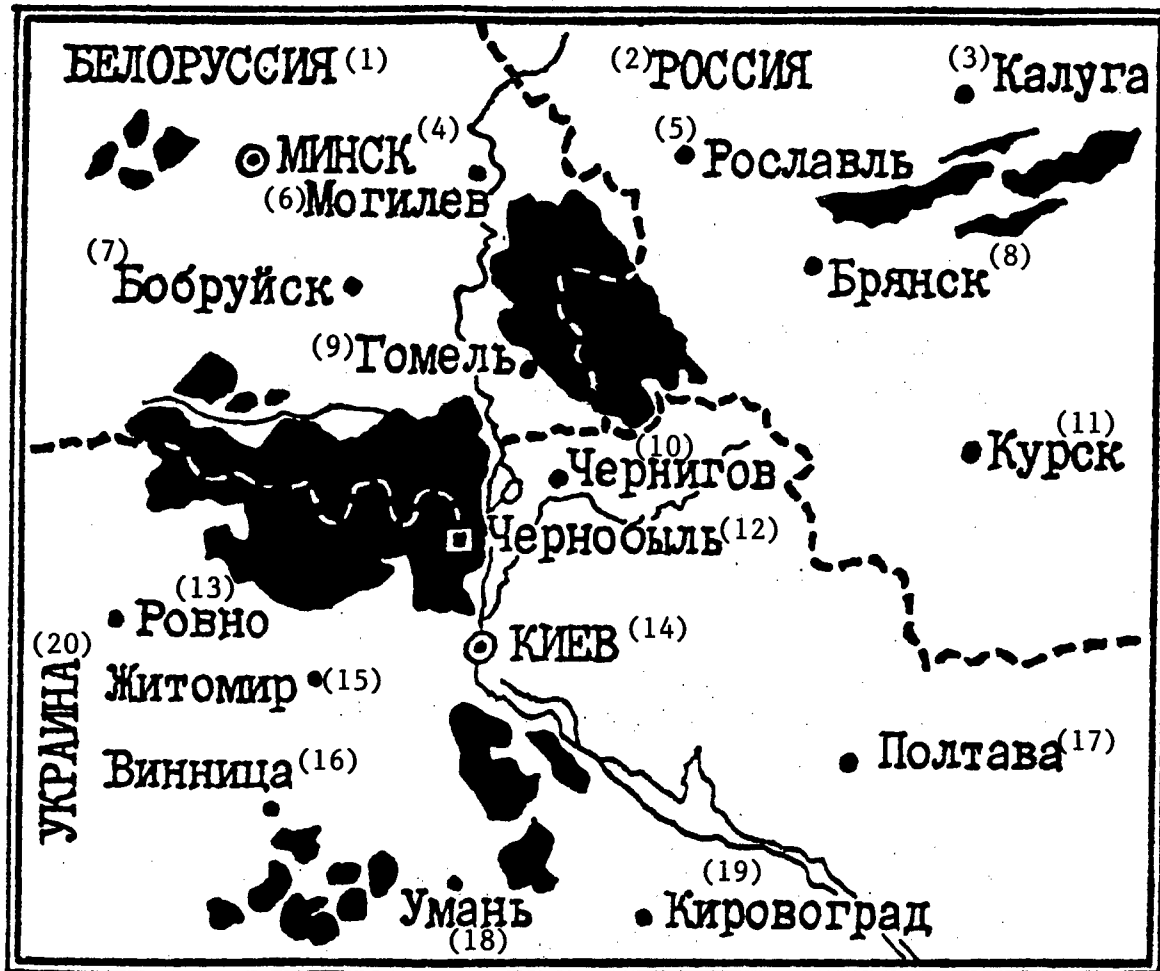 БЕЛОРУССИЯ (1)
(2) РОССИЯ
(3) Калуга
МИНСК (4)
(5) Рославль
(6) Могилев
(7) Бобруйск
Брянск (8)
(9) Гомель
(10) Чернигов
(11) Курск
Чернобыль (12)
(13) Ровно
КИЕВ (14)
(20) УКРАИНА
Житомир (15)
Винница (16)
Полтава (17)
Умань (18)
(19) Кировоград